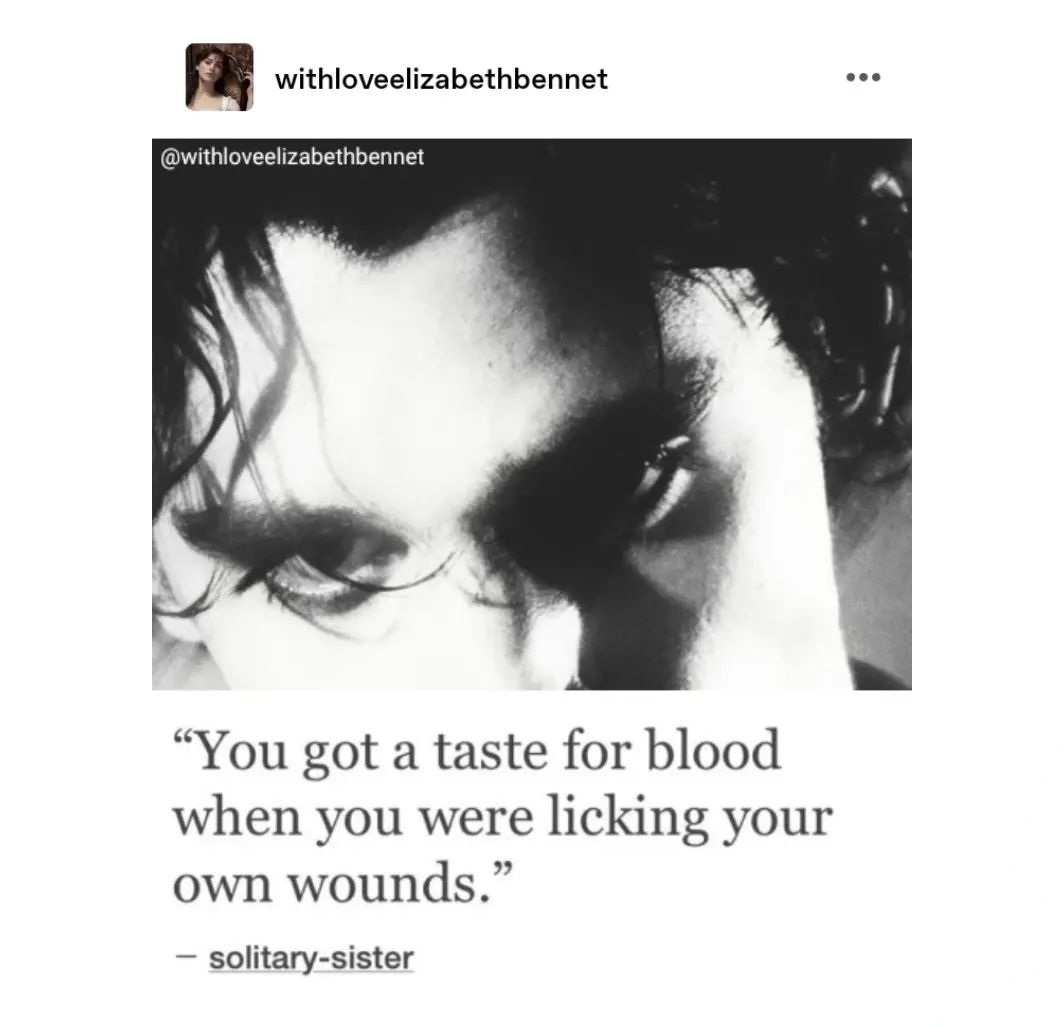 withloveelizabethbennet
@withloveelizabethbennet
“You got a taste for blood
when you were licking your
own wounds.”
— solitary-sister